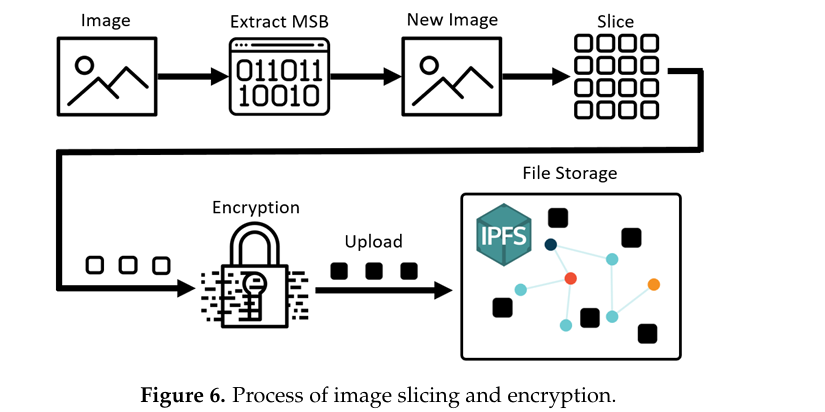 Image
Extract MSB
New Image
Slice
011011
10010
File Storage
Encryption
Upload
IPFS
Figure 6. Process of image slicing and encryption.